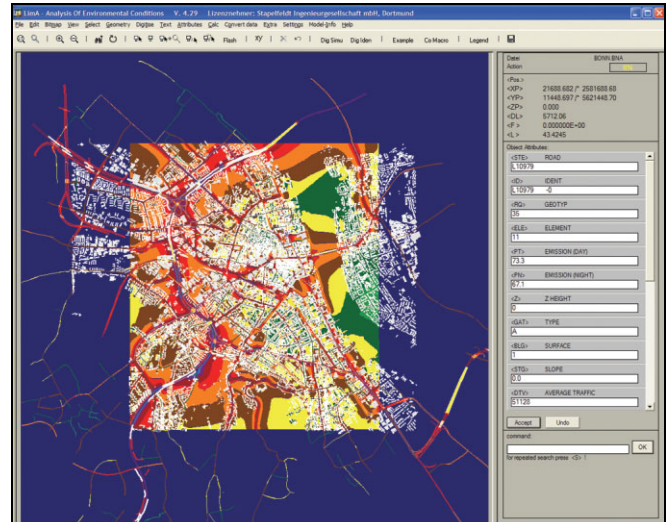 LimA - Analysis Of Environmental Conditions V. 4.29 Lizenznehmer: Stapelfeldt Ingenieurgesellschaft mbH, Dortmund
File Edit Bitmap View Select Geometry Digitise Text Attributes Calc Convert data Extra Settings Model-Info Help
Flash XY Dig Simu Dig Iden Example Co Macro Legend
Datei BONN.BNA
Action
<Pos.>
<XP> 21688.682 /* 2581688.68
<YP> 11448.697 /* 5621448.70
<ZP> 0.000
<DL> 5712.06
<F > 0.000000E+00
<L > 43.4245
Object Attributes:
<STE> ROAD
L10979
<ID> IDENT
L10979 -0
<RQ> GEOTYP
35
<ELE> ELEMENT
11
<PT> EMISSION (DAY)
73.3
<PN> EMISSION (NIGHT)
67.1
<Z> Z HEIGHT
0
<GAT> TYPE
A
<BLG> SURFACE
1
<STG> SLOPE
0.0
<DTV> AVERAGE TRAFFIC
51128
Accept Undo
command:
OK
for repeated search press <S> !